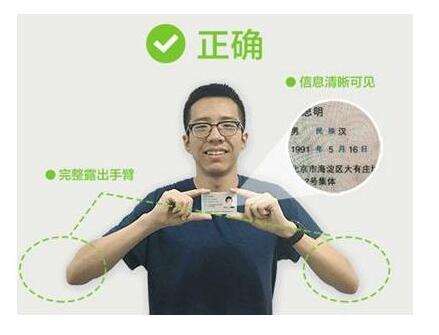 正确
信息清晰可见
思明
男 民族 汉
1991 年 5 月 16 日
北京市海淀区大有庄
号集体
完整露出手臂